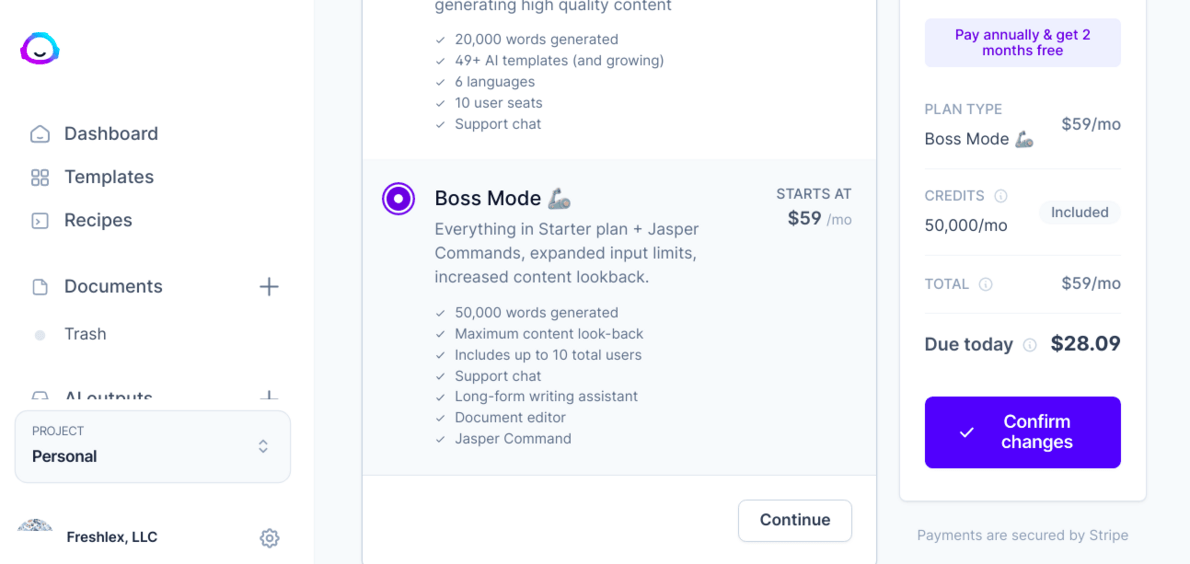 Dashboard
Templates
Recipes
Documents
Trash
AI outputs
PROJECT
Personal
Freshlex, LLC
generating high quality content
20,000 words generated
49+ AI templates (and growing)
6 languages
10 user seats
Support chat
Boss Mode 🦾
STARTS AT
$59 /mo
Everything in Starter plan + Jasper
Commands, expanded input limits,
increased content lookback.
50,000 words generated
Maximum content look-back
Includes up to 10 total users
Support chat
Long-form writing assistant
Document editor
Jasper Command
Continue
Pay annually & get 2
months free
PLAN TYPE
Boss Mode 🦾
$59/mo
CREDITS
50,000/mo
Included
TOTAL
$59/mo
Due today
$28.09
Confirm
changes
Payments are secured by Stripe